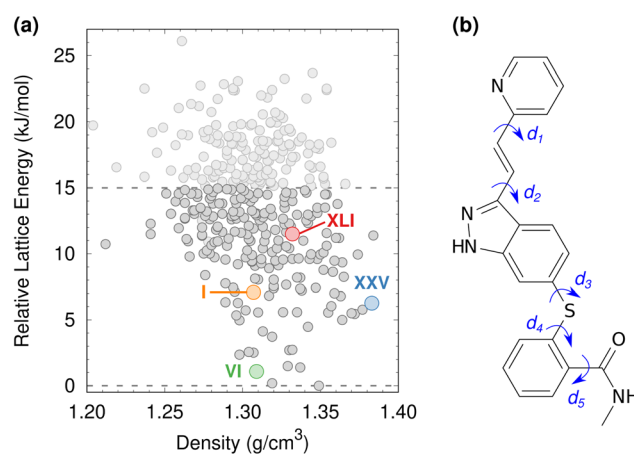 (a)
(b)
Relative Lattice Energy (kJ/mol)
25
20
15
10
5
0
XLI
XXV
I
VI
1.20
1.25
1.30
1.35
1.40
Density (g/cm³)
N
d₁
d₂
N
HN
d₃
S
d₄
O
d₅
NH